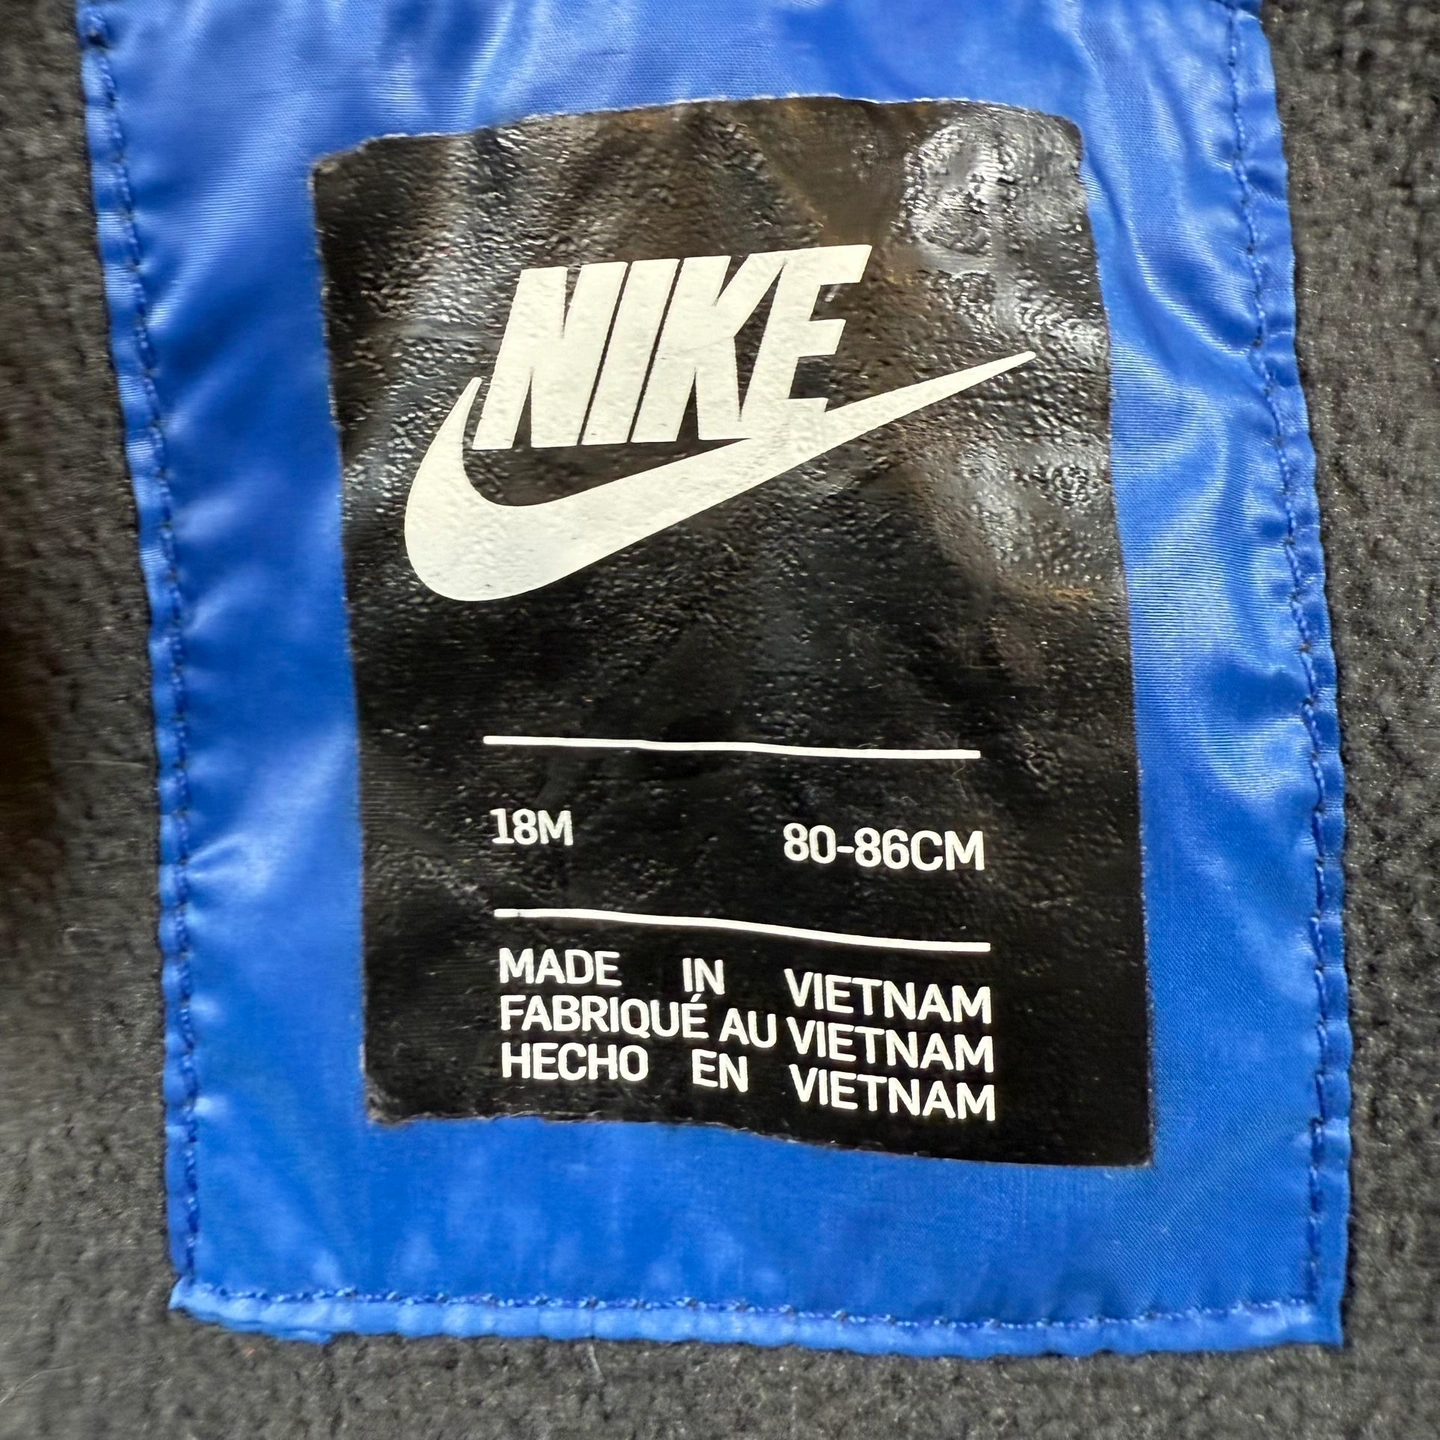 NIKE
18M 80-86CM
MADE IN VIETNAM
FABRIQUÉ AU VIETNAM
HECHO EN VIETNAM